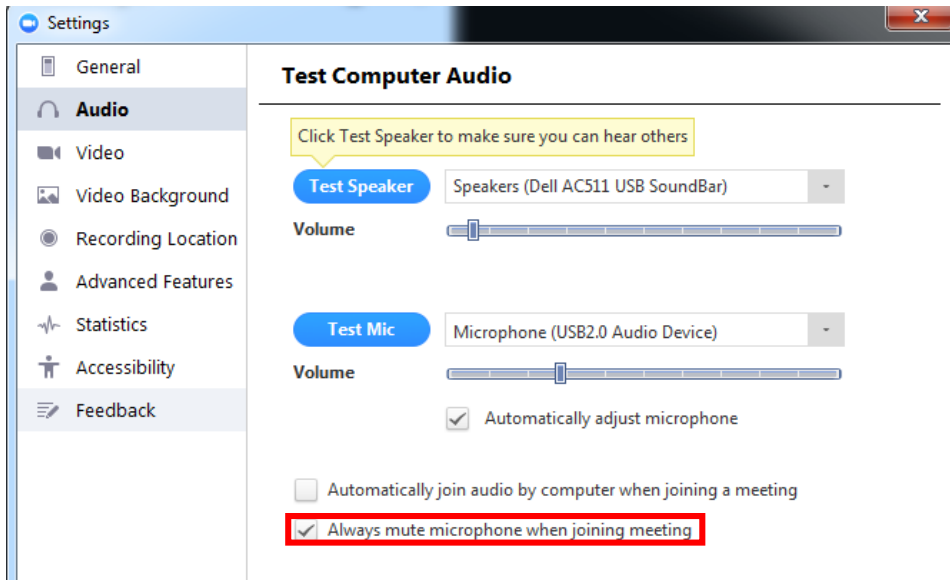 Settings
General
Audio
Video
Video Background
Recording Location
Advanced Features
Statistics
Accessibility
Feedback
Test Computer Audio
Click Test Speaker to make sure you can hear others
Test Speaker
Speakers (Dell AC511 USB SoundBar)
Volume
Test Mic
Microphone (USB2.0 Audio Device)
Volume
Automatically adjust microphone
Automatically join audio by computer when joining a meeting
Always mute microphone when joining meeting